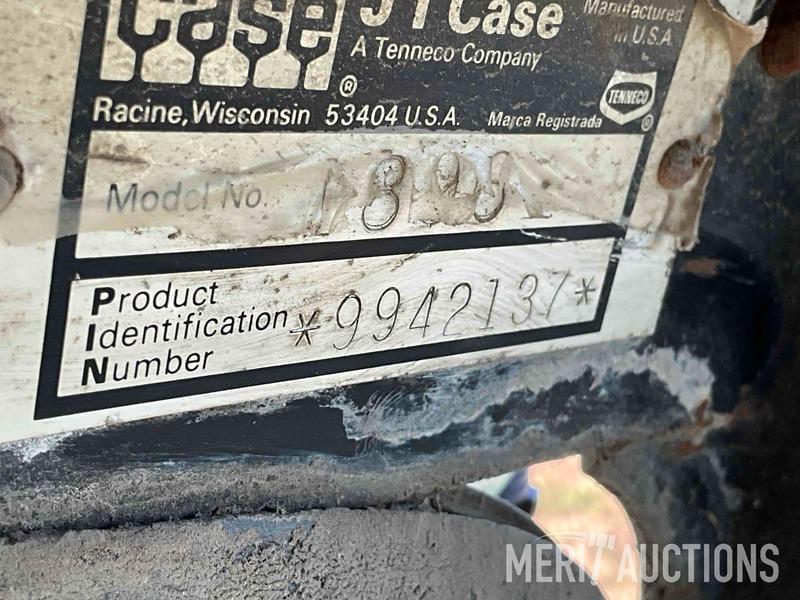 case J I Case
A Tenneco Company
Manufactured in U.S.A
Racine, Wisconsin 53404 U.S.A. Marca Registrada TENNECO
Model No.
Product Identification Number *9942137*
MERIT AUCTIONS